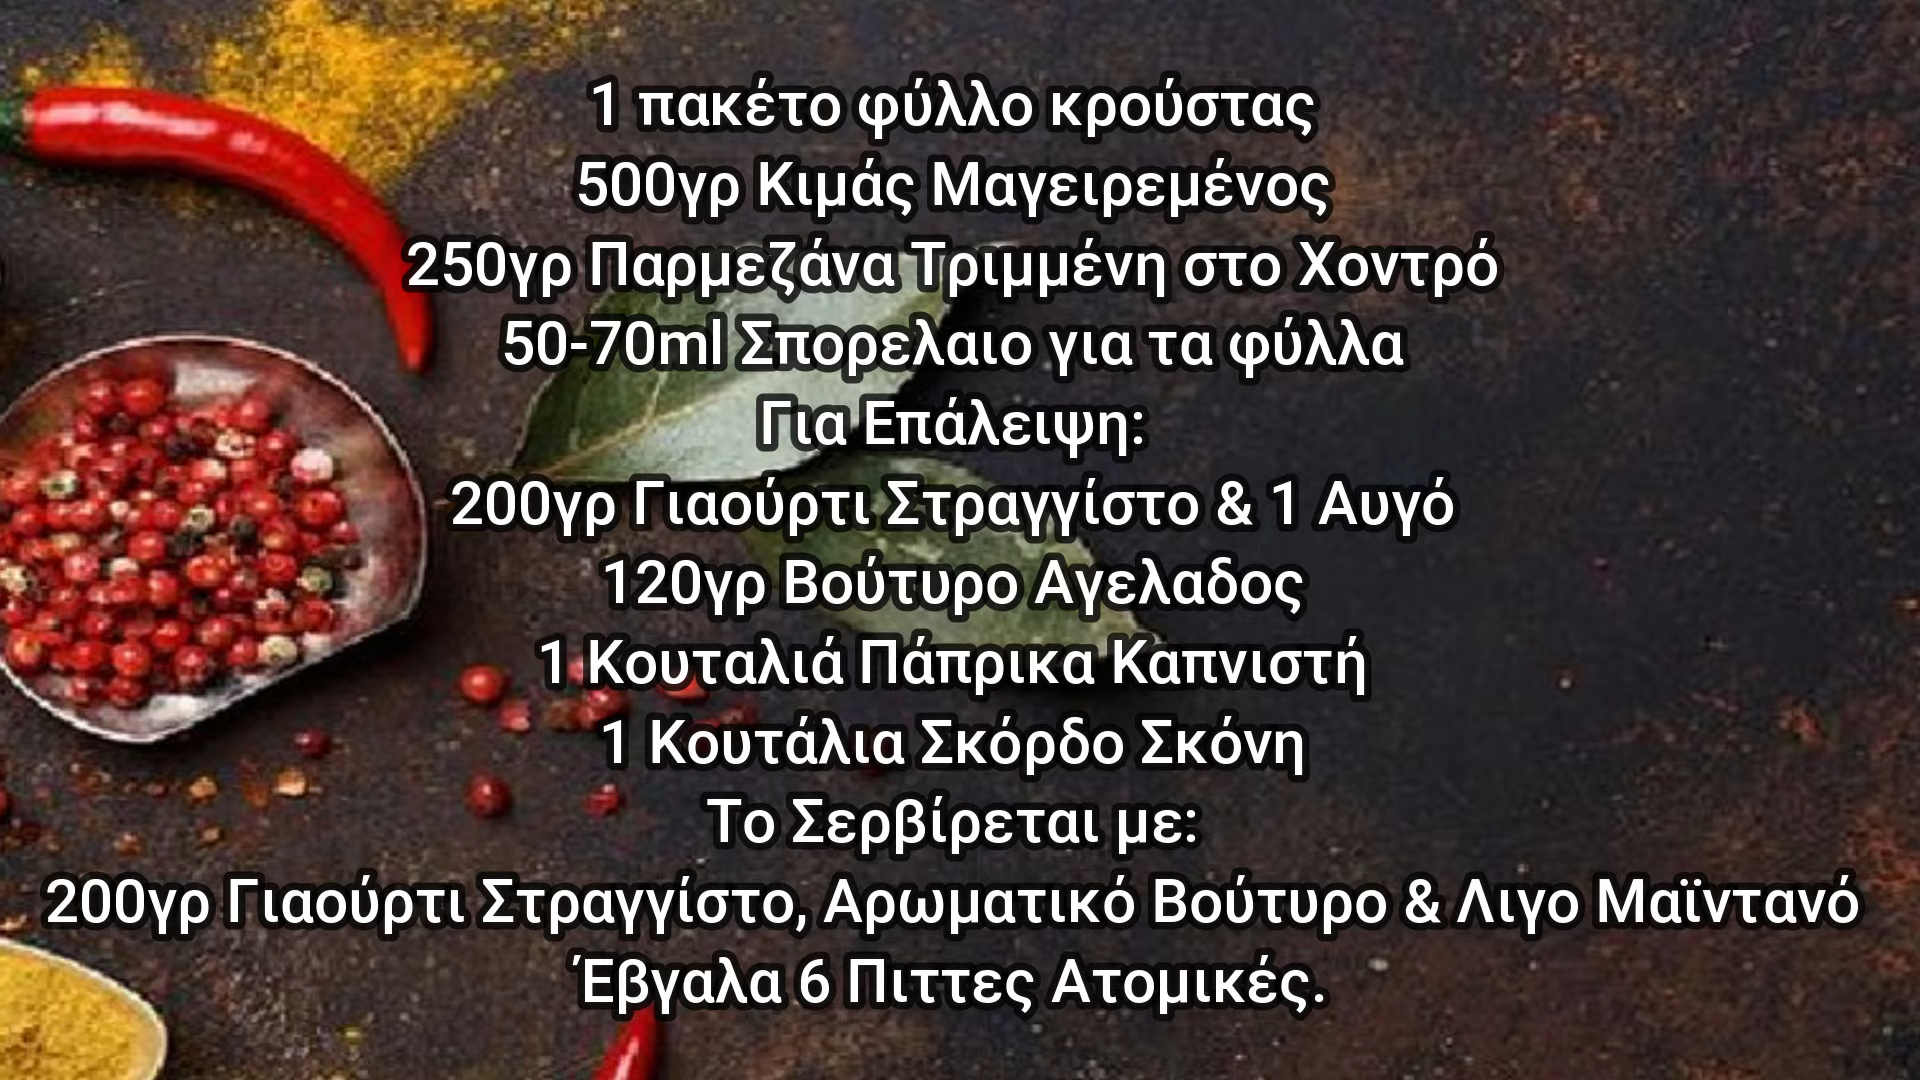 1 πακέτο φύλλο κρούστας
500γρ Κιμάς Μαγειρεμένος
250γρ Παρμεζάνα Τριμμένη στο Χοντρό
50-70ml Σπορελαιο για τα φύλλα
Για Επάλειψη:
200γρ Γιαούρτι Στραγγίστο & 1 Αυγό
120γρ Βούτυρο Αγελαδος
1 Κουταλιά Πάπρικα Καπνιστή
1 Κουτάλια Σκόρδο Σκόνη
Το Σερβίρεται με:
200γρ Γιαούρτι Στραγγίστο, Αρωματικό Βούτυρο & Λιγο Μαϊντανό
Έβγαλα 6 Πιττες Ατομικές.